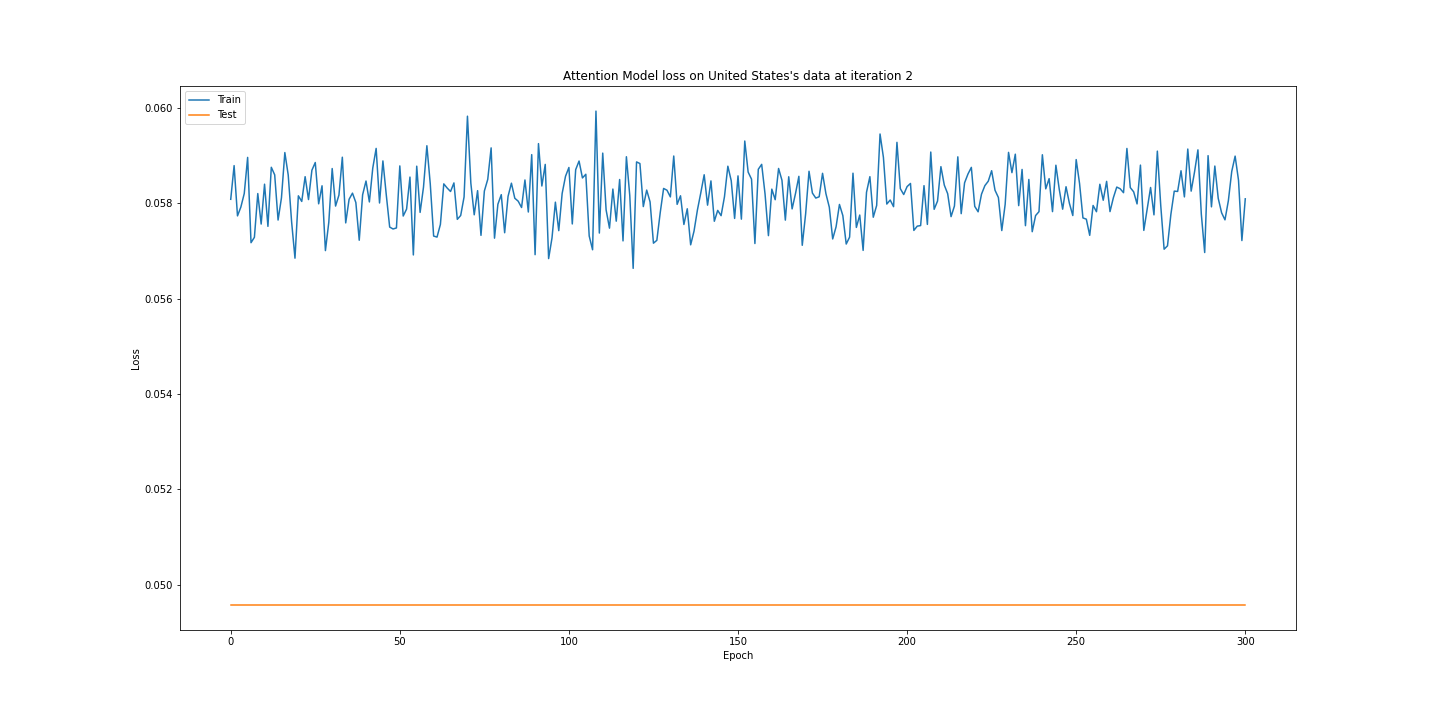 Attention Model loss on United States's data at iteration 2
Train
Test
0.060
0.058
0.056
0.054
0.052
0.050
Loss
0 50 100 150 200 250 300
Epoch